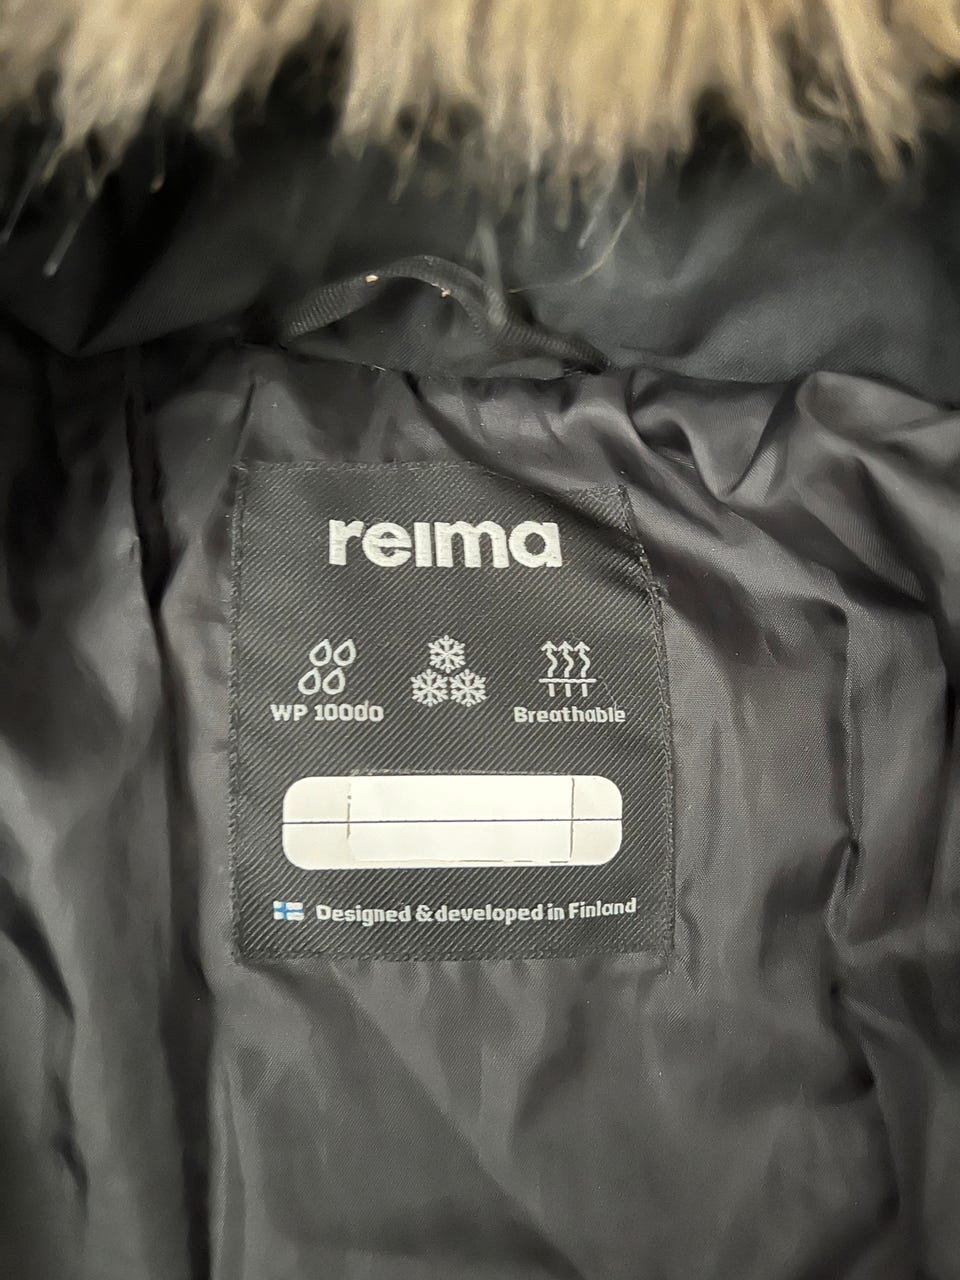 reima
WP 10000
Breathable
Designed & developed in Finland